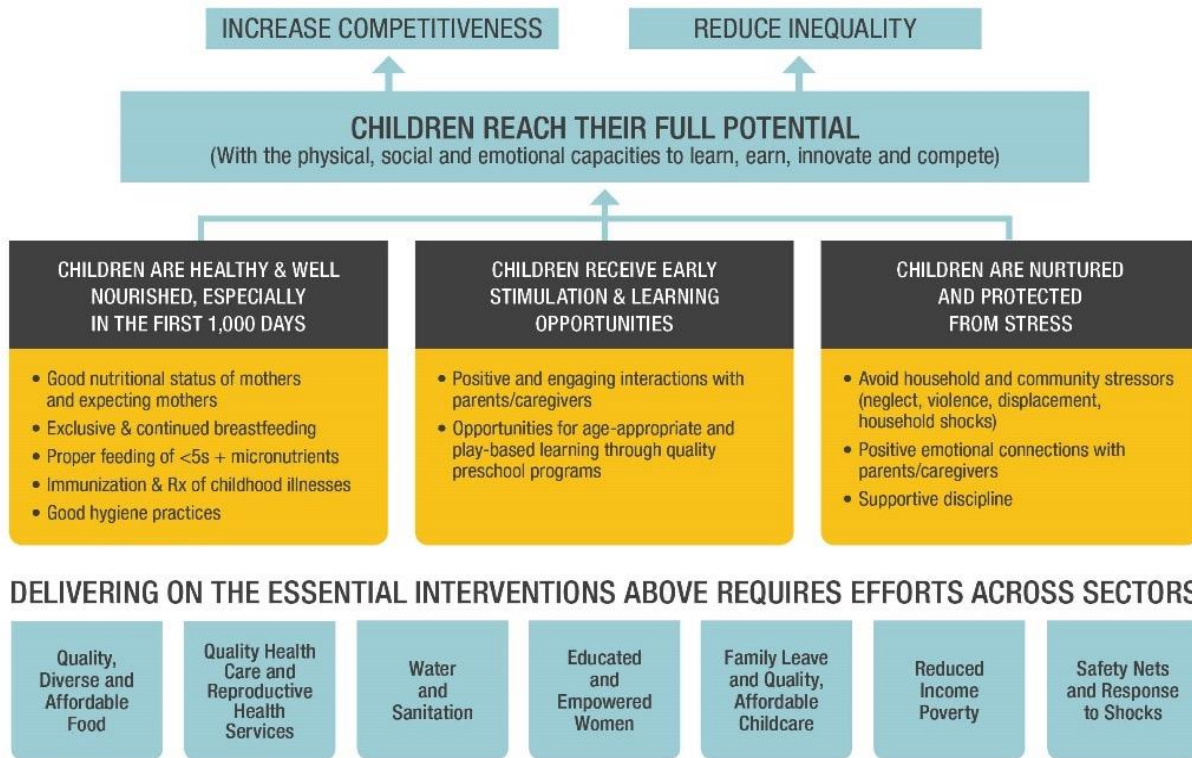 INCREASE COMPETITIVENESS
REDUCE INEQUALITY
CHILDREN REACH THEIR FULL POTENTIAL
(With the physical, social and emotional capacities to learn, earn, innovate and compete)
CHILDREN ARE HEALTHY & WELL
NOURISHED, ESPECIALLY
IN THE FIRST 1,000 DAYS
• Good nutritional status of mothers
and expecting mothers
• Exclusive & continued breastfeeding
• Proper feeding of <5s + micronutrients
• Immunization & Rx of childhood illnesses
• Good hygiene practices
CHILDREN RECEIVE EARLY
STIMULATION & LEARNING
OPPORTUNITIES
• Positive and engaging interactions with
parents/caregivers
• Opportunities for age-appropriate and
play-based learning through quality
preschool programs
CHILDREN ARE NURTURED
AND PROTECTED
FROM STRESS
• Avoid household and community stressors
(neglect, violence, displacement,
household shocks)
• Positive emotional connections with
parents/caregivers
• Supportive discipline
DELIVERING ON THE ESSENTIAL INTERVENTIONS ABOVE REQUIRES EFFORTS ACROSS SECTORS
Quality,
Diverse and
Affordable
Food
Quality Health
Care and
Reproductive
Health
Services
Water
and
Sanitation
Educated
and
Empowered
Women
Family Leave
and Quality,
Affordable
Childcare
Reduced
Income
Poverty
Safety Nets
and Response
to Shocks